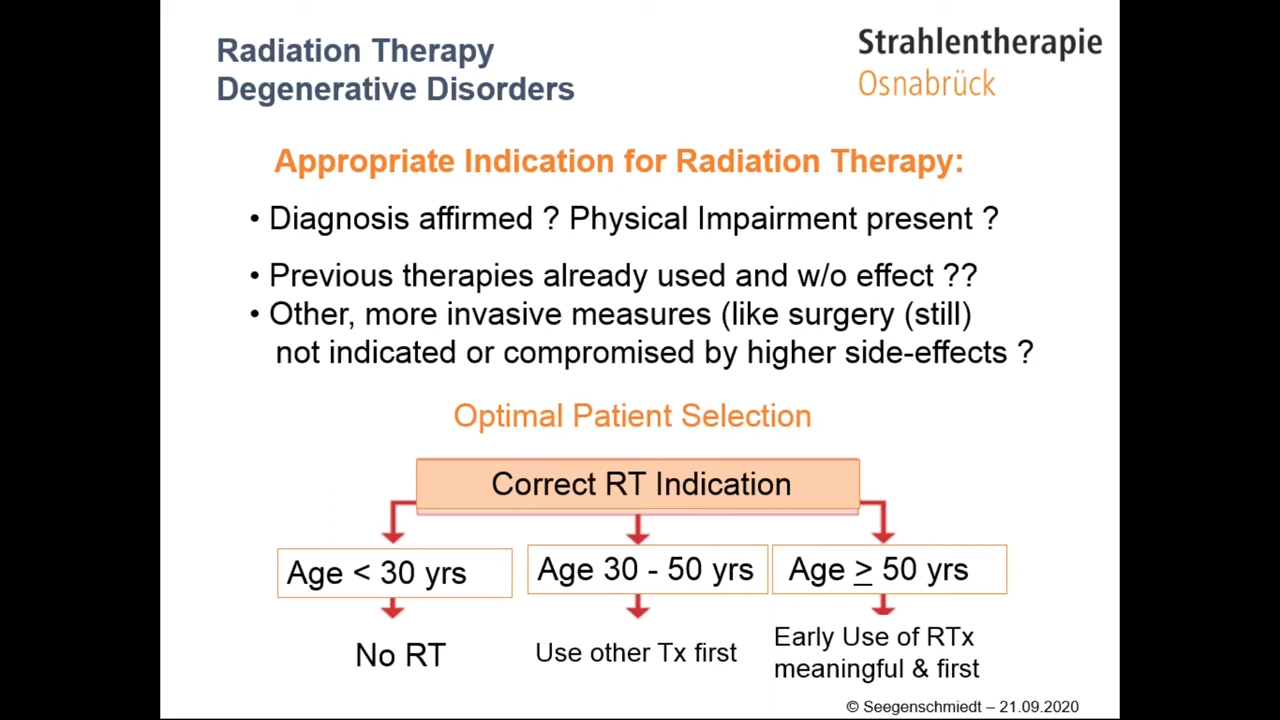 Radiation Therapy
Degenerative Disorders
Strahlentherapie
Osnabrück
Appropriate Indication for Radiation Therapy:
• Diagnosis affirmed ? Physical Impairment present ?
• Previous therapies already used and w/o effect ??
• Other, more invasive measures (like surgery (still)
not indicated or compromised by higher side-effects ?
Optimal Patient Selection
Correct RT Indication
Age < 30 yrs
Age 30 - 50 yrs
Age ≥ 50 yrs
No RT
Use other Tx first
Early Use of RTx
meaningful & first
© Seegenschmiedt – 21.09.2020